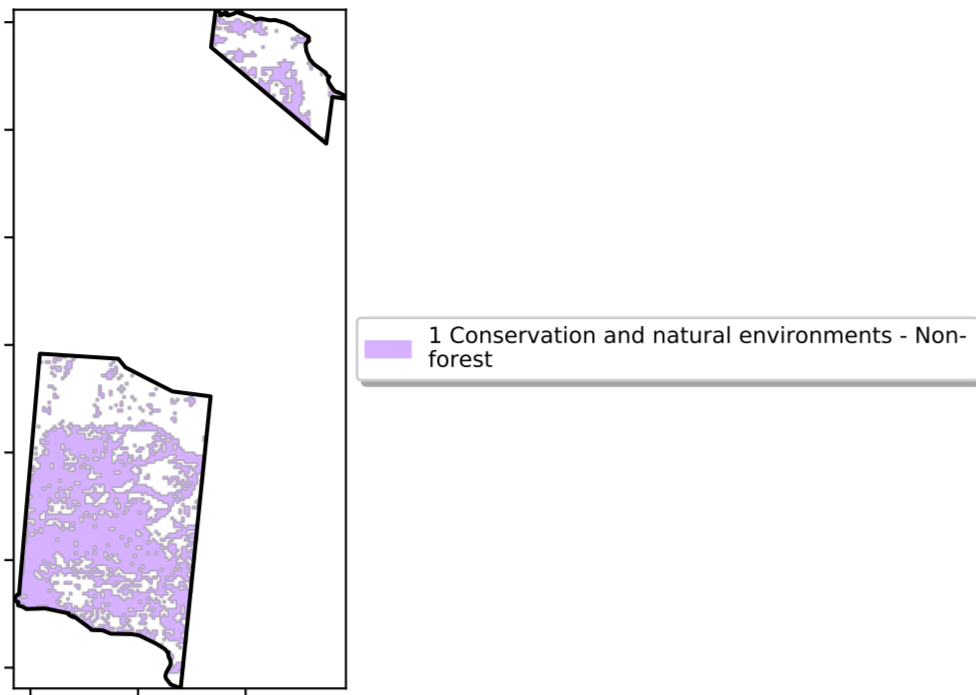 1 Conservation and natural environments - Non-
forest